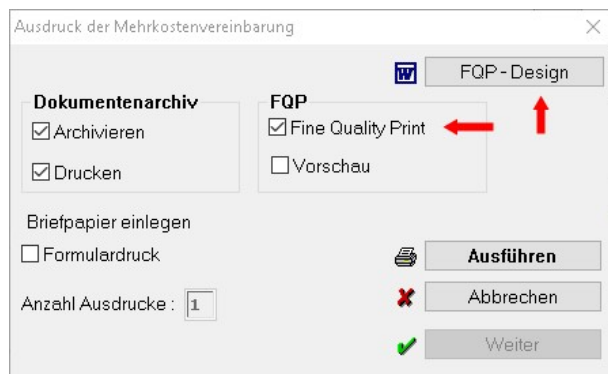 Ausdruck der Mehrkostenvereinbarung
W
FQP - Design
Dokumentenarchiv
Archivieren
Drucken
FQP
Fine Quality Print
Vorschau
Briefpapier einlegen
Formulardruck
Anzahl Ausdrucke : 1
Ausführen
Abbrechen
Weiter